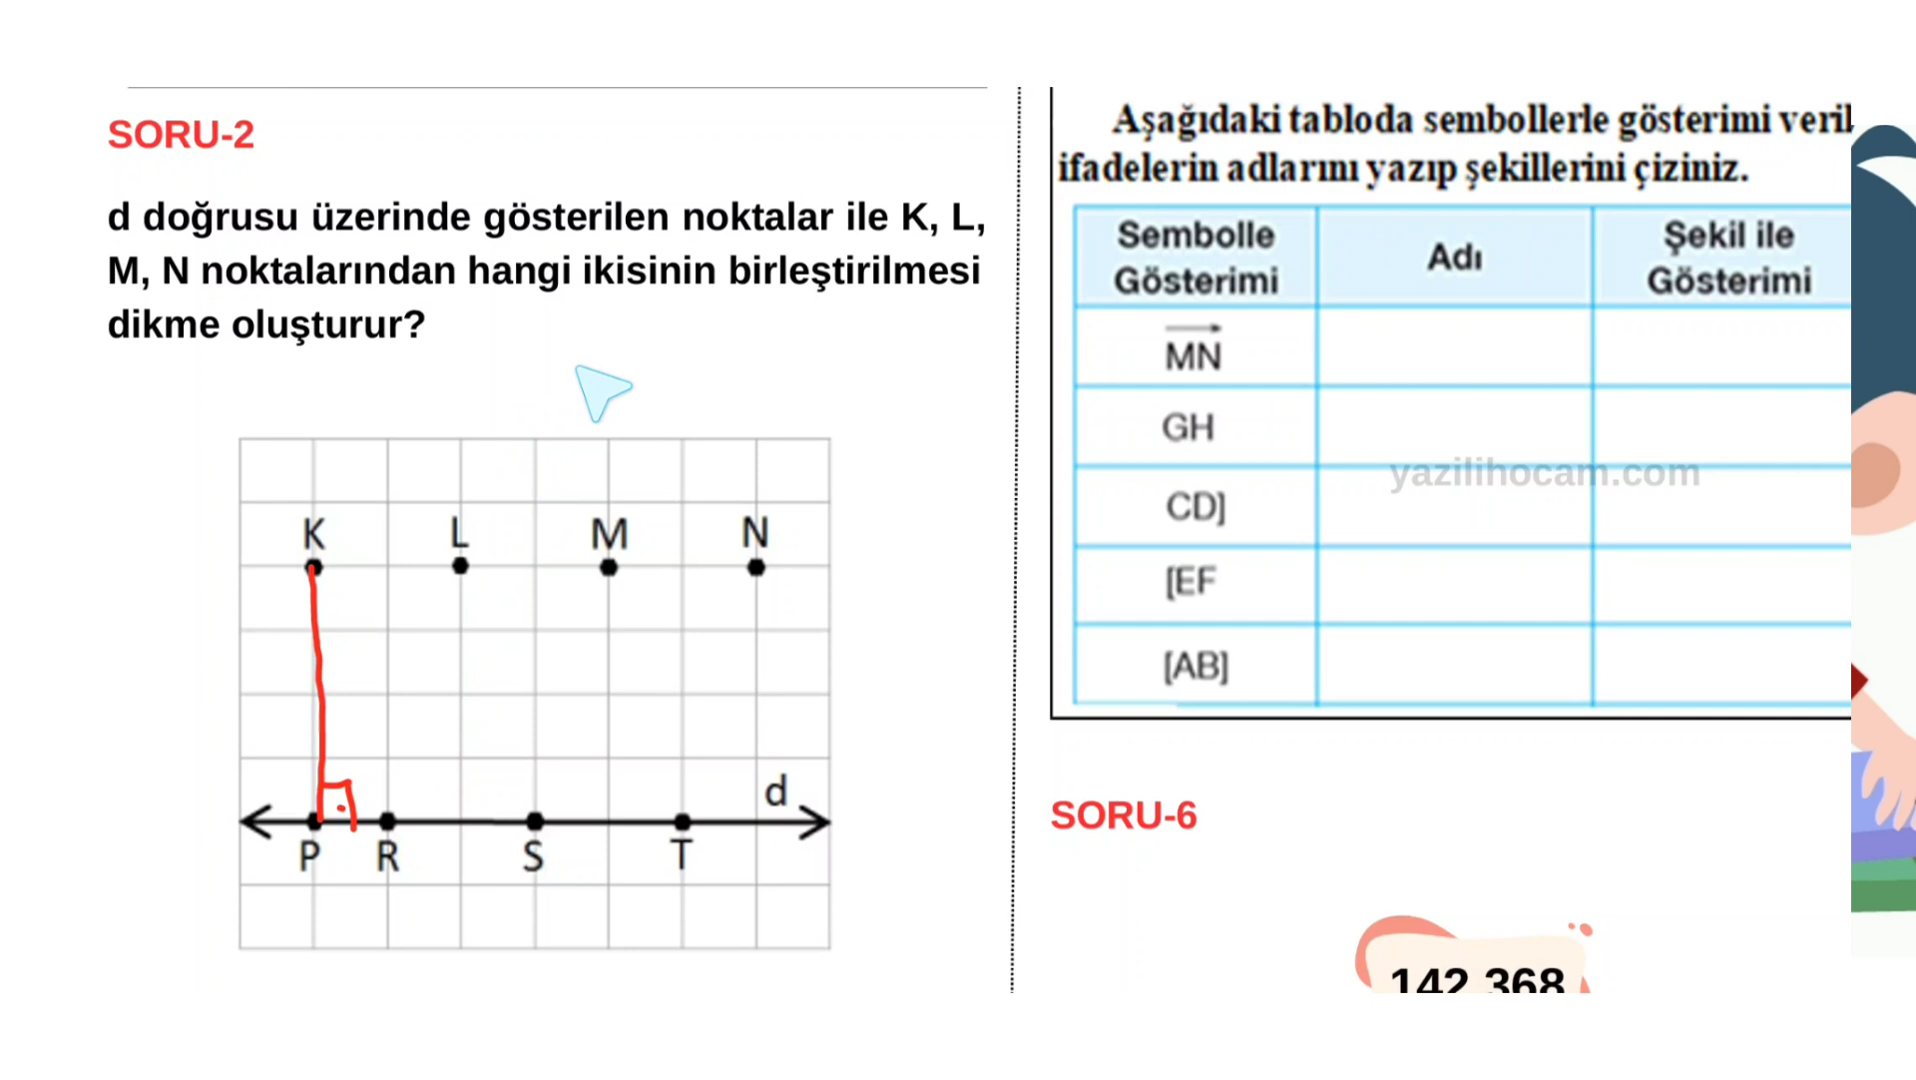 SORU-2
d doğrusu üzerinde gösterilen noktalar ile K, L,
M, N noktalarından hangi ikisinin birleştirilmesi
dikme oluşturur?
K L M N
d
P R S T
Aşağıdaki tabloda sembollerle gösterimi veril
ifadelerin adlarını yazıp şekillerini çiziniz.
Sembolle Gösterimi Adı Şekil ile Gösterimi
MN
GH
yazilihocam.com
CD]
[EF
[AB]
SORU-6
142 368